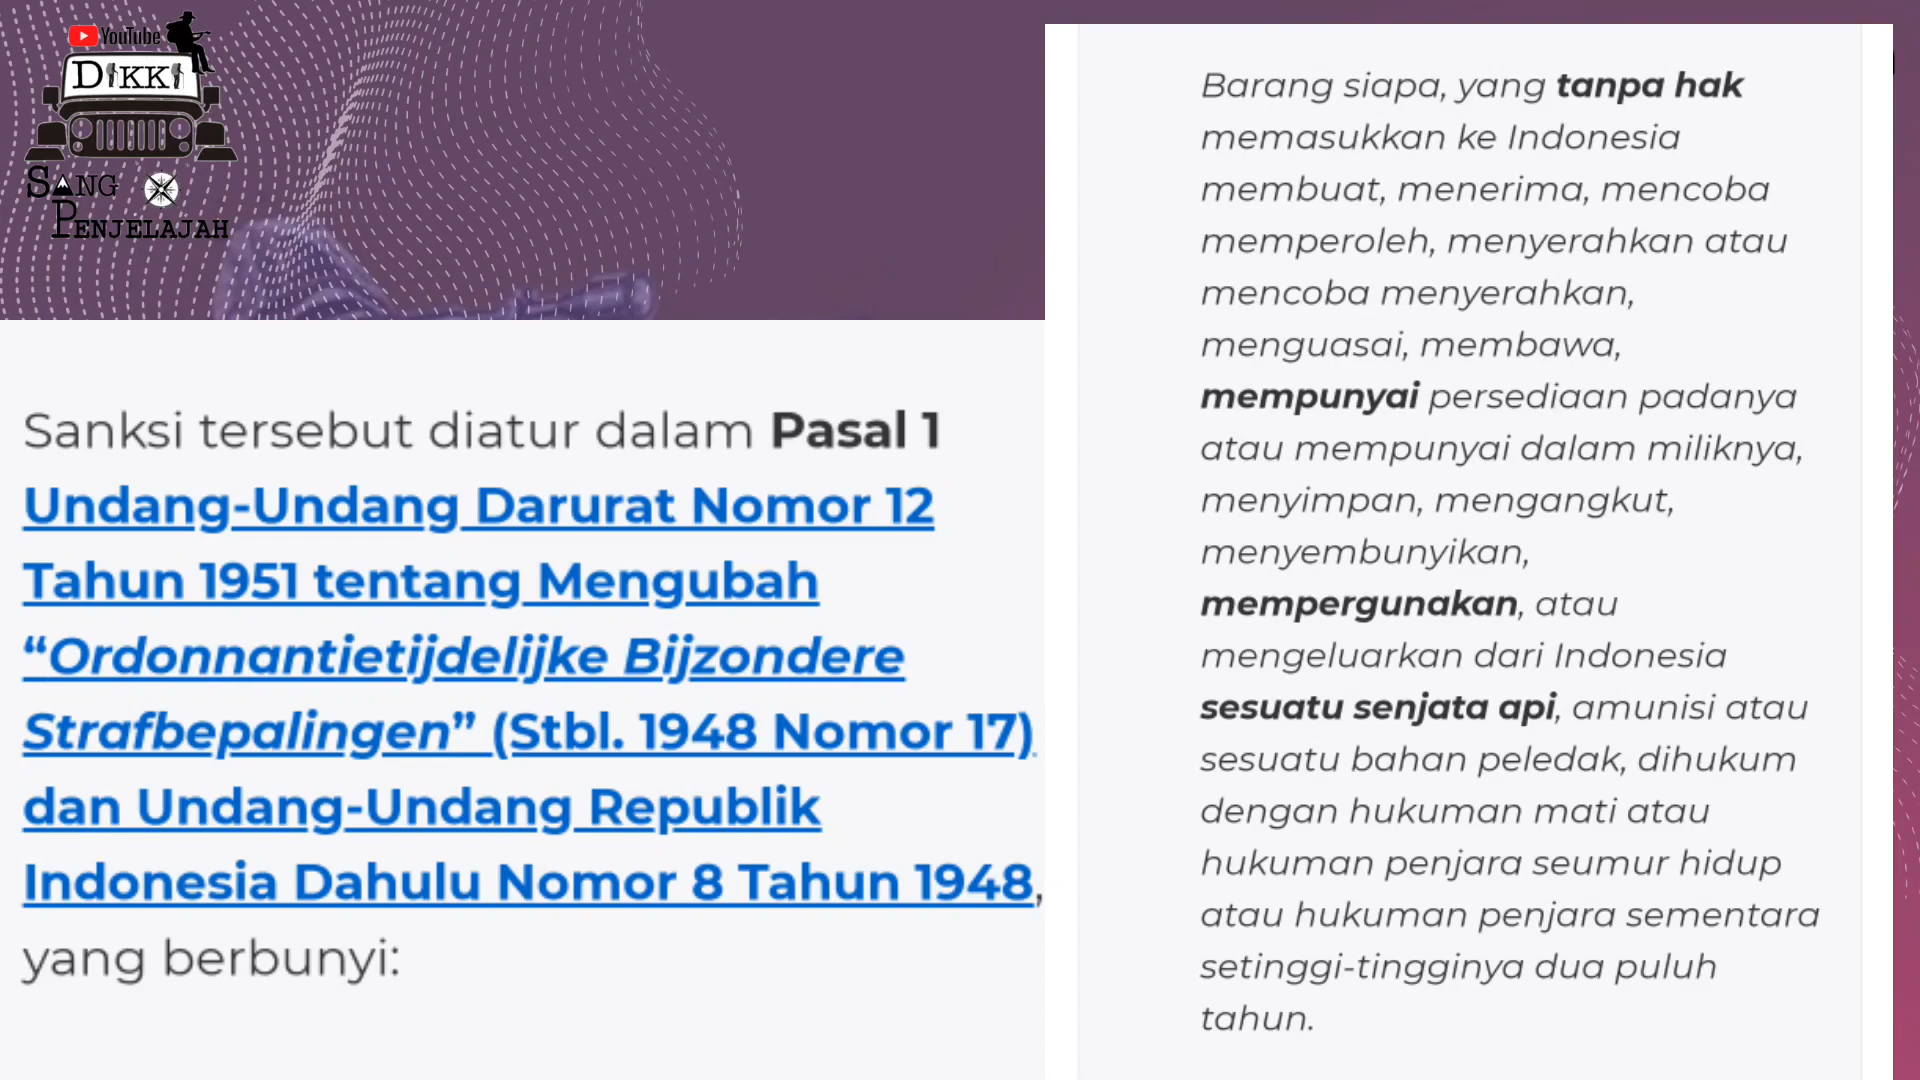 YouTube
DIKKI
SANG
PENJELAJAH
Sanksi tersebut diatur dalam Pasal 1
Undang-Undang Darurat Nomor 12
Tahun 1951 tentang Mengubah
“Ordonnantietijdelijke Bijzondere
Strafbepalingen” (Stbl. 1948 Nomor 17)
dan Undang-Undang Republik
Indonesia Dahulu Nomor 8 Tahun 1948,
yang berbunyi:
Barang siapa, yang tanpa hak
memasukkan ke Indonesia
membuat, menerima, mencoba
memperoleh, menyerahkan atau
mencoba menyerahkan,
menguasai, membawa,
mempunyai persediaan padanya
atau mempunyai dalam miliknya,
menyimpan, mengangkut,
menyembunyikan,
mempergunakan, atau
mengeluarkan dari Indonesia
sesuatu senjata api, amunisi atau
sesuatu bahan peledak, dihukum
dengan hukuman mati atau
hukuman penjara seumur hidup
atau hukuman penjara sementara
setinggi-tingginya dua puluh
tahun.